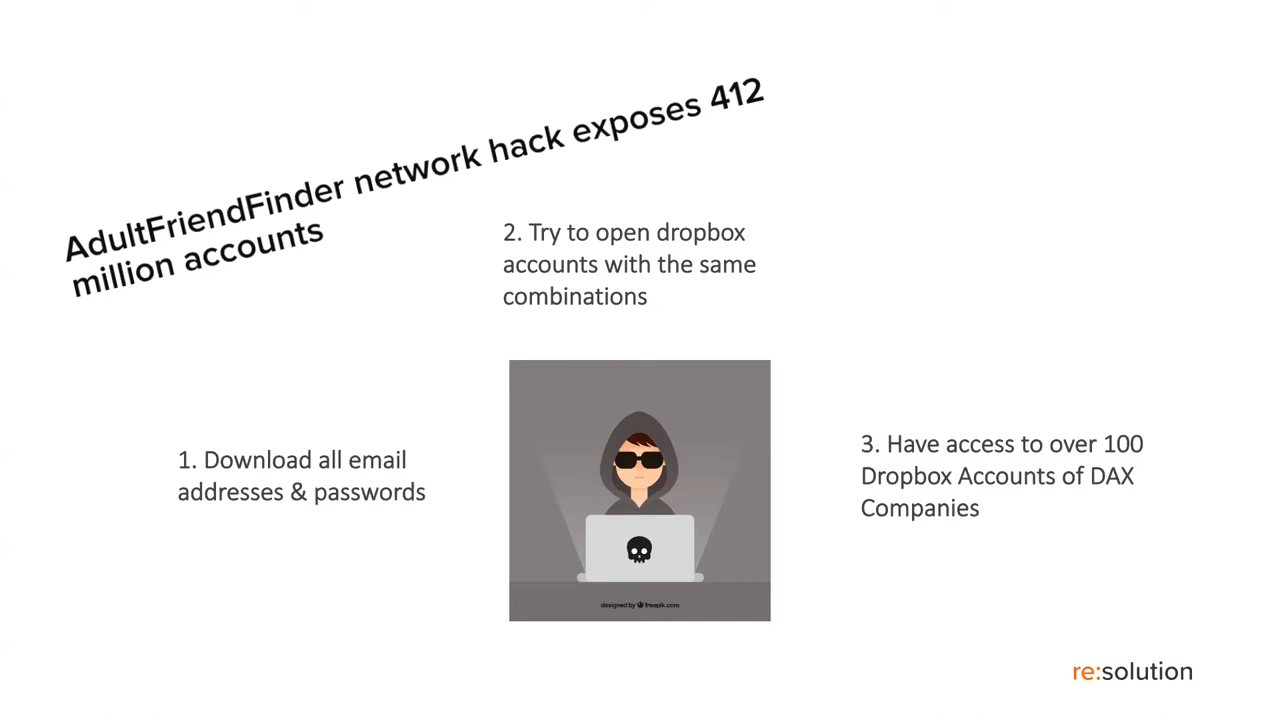 AdultFriendFinder network hack exposes 412
million accounts
2. Try to open dropbox
accounts with the same
combinations
1. Download all email
addresses & passwords
3. Have access to over 100
Dropbox Accounts of DAX
Companies
designed by freepik.com
re:solution